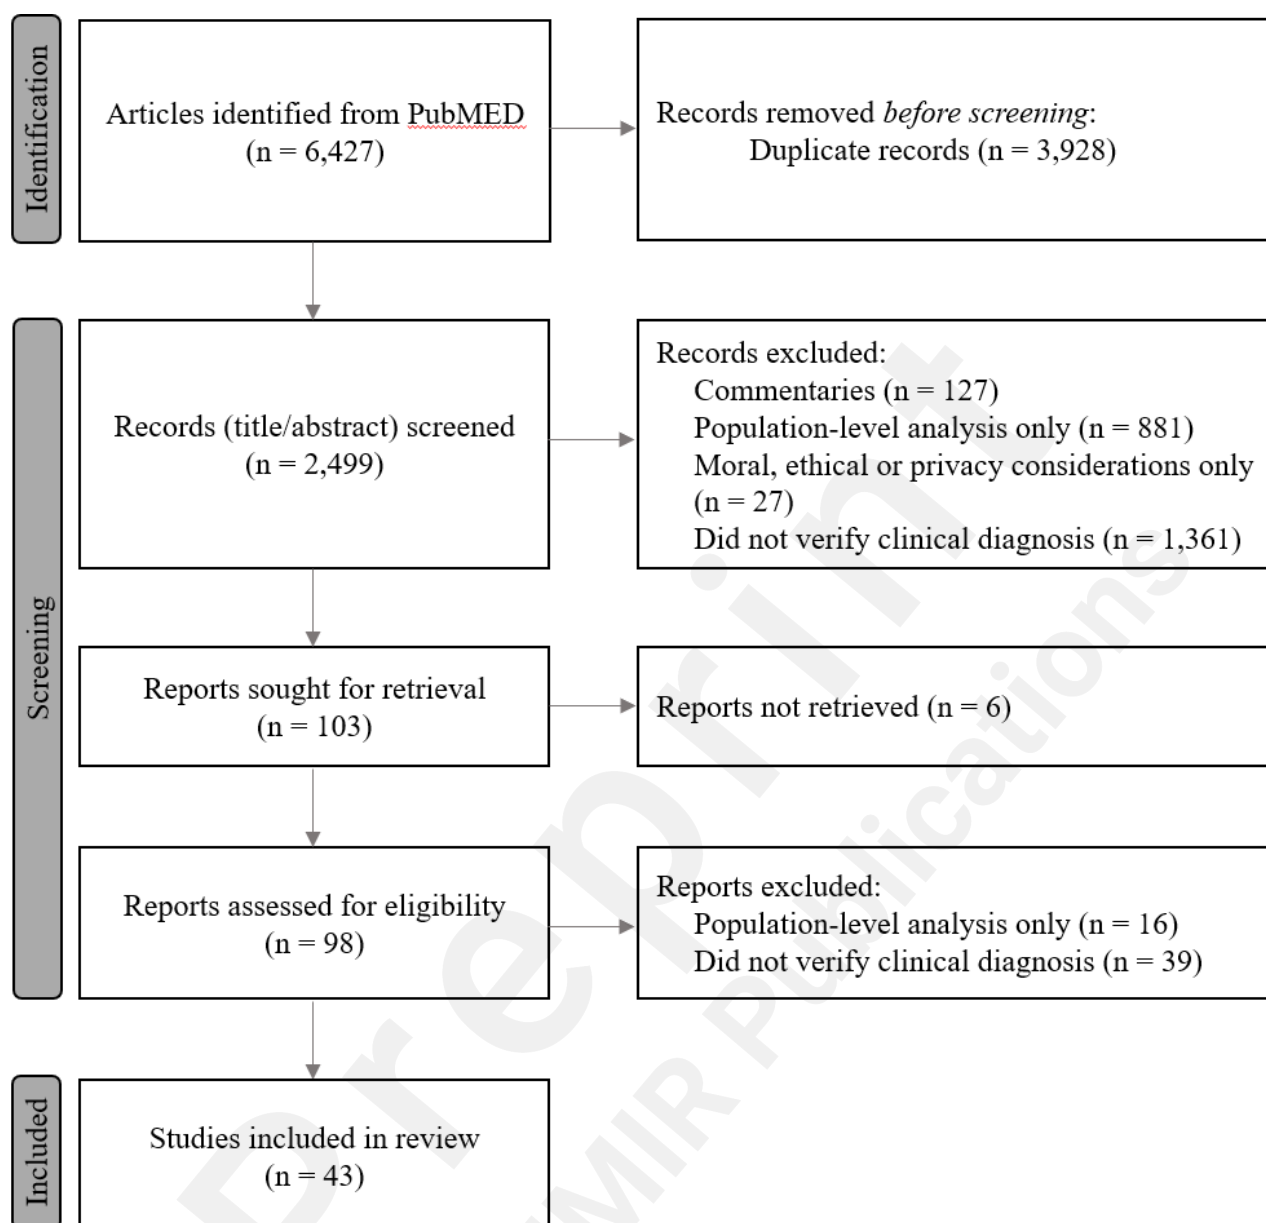 Identification
Articles identified from PubMED
(n = 6,427)
Records removed before screening:
Duplicate records (n = 3,928)
Screening
Records (title/abstract) screened
(n = 2,499)
Records excluded:
Commentaries (n = 127)
Population-level analysis only (n = 881)
Moral, ethical or privacy considerations only
(n = 27)
Did not verify clinical diagnosis (n = 1,361)
Reports sought for retrieval
(n = 103)
Reports not retrieved (n = 6)
Reports assessed for eligibility
(n = 98)
Reports excluded:
Population-level analysis only (n = 16)
Did not verify clinical diagnosis (n = 39)
Included
Studies included in review
(n = 43)
Preprint
JMIR Publications